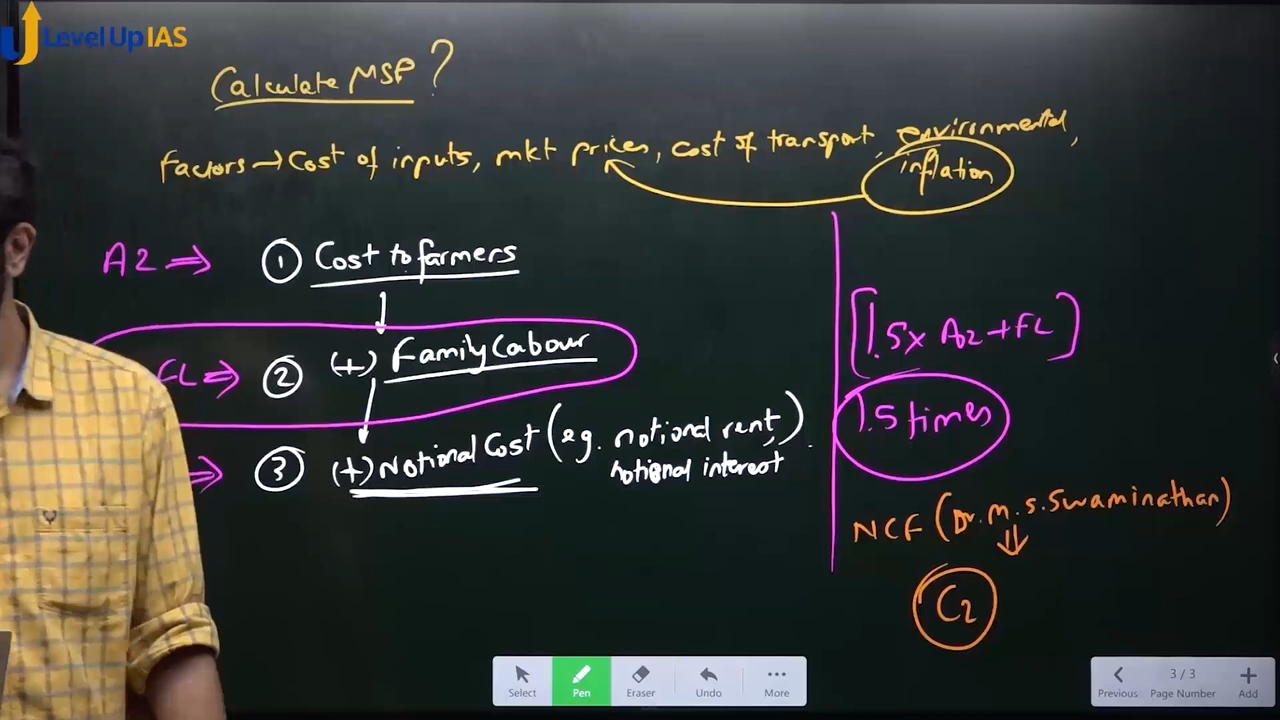 Level Up IAS
Calculate MSP?
Factors → Cost of inputs, mkt prices, cost of transport, environmental,
inflation
A2 ⇒ ① Cost to farmers
FL ⇒ ② (+) Family Labour
⇒ ③ (+) Notional Cost (eg. notional rent,
notional interest)
[1.5 x A2+FL]
1.5 times
NCF (Dr. M. S. Swaminathan)
C2
Select
Pen
Eraser
Undo
More
Previous
3 / 3
Page Number
Add